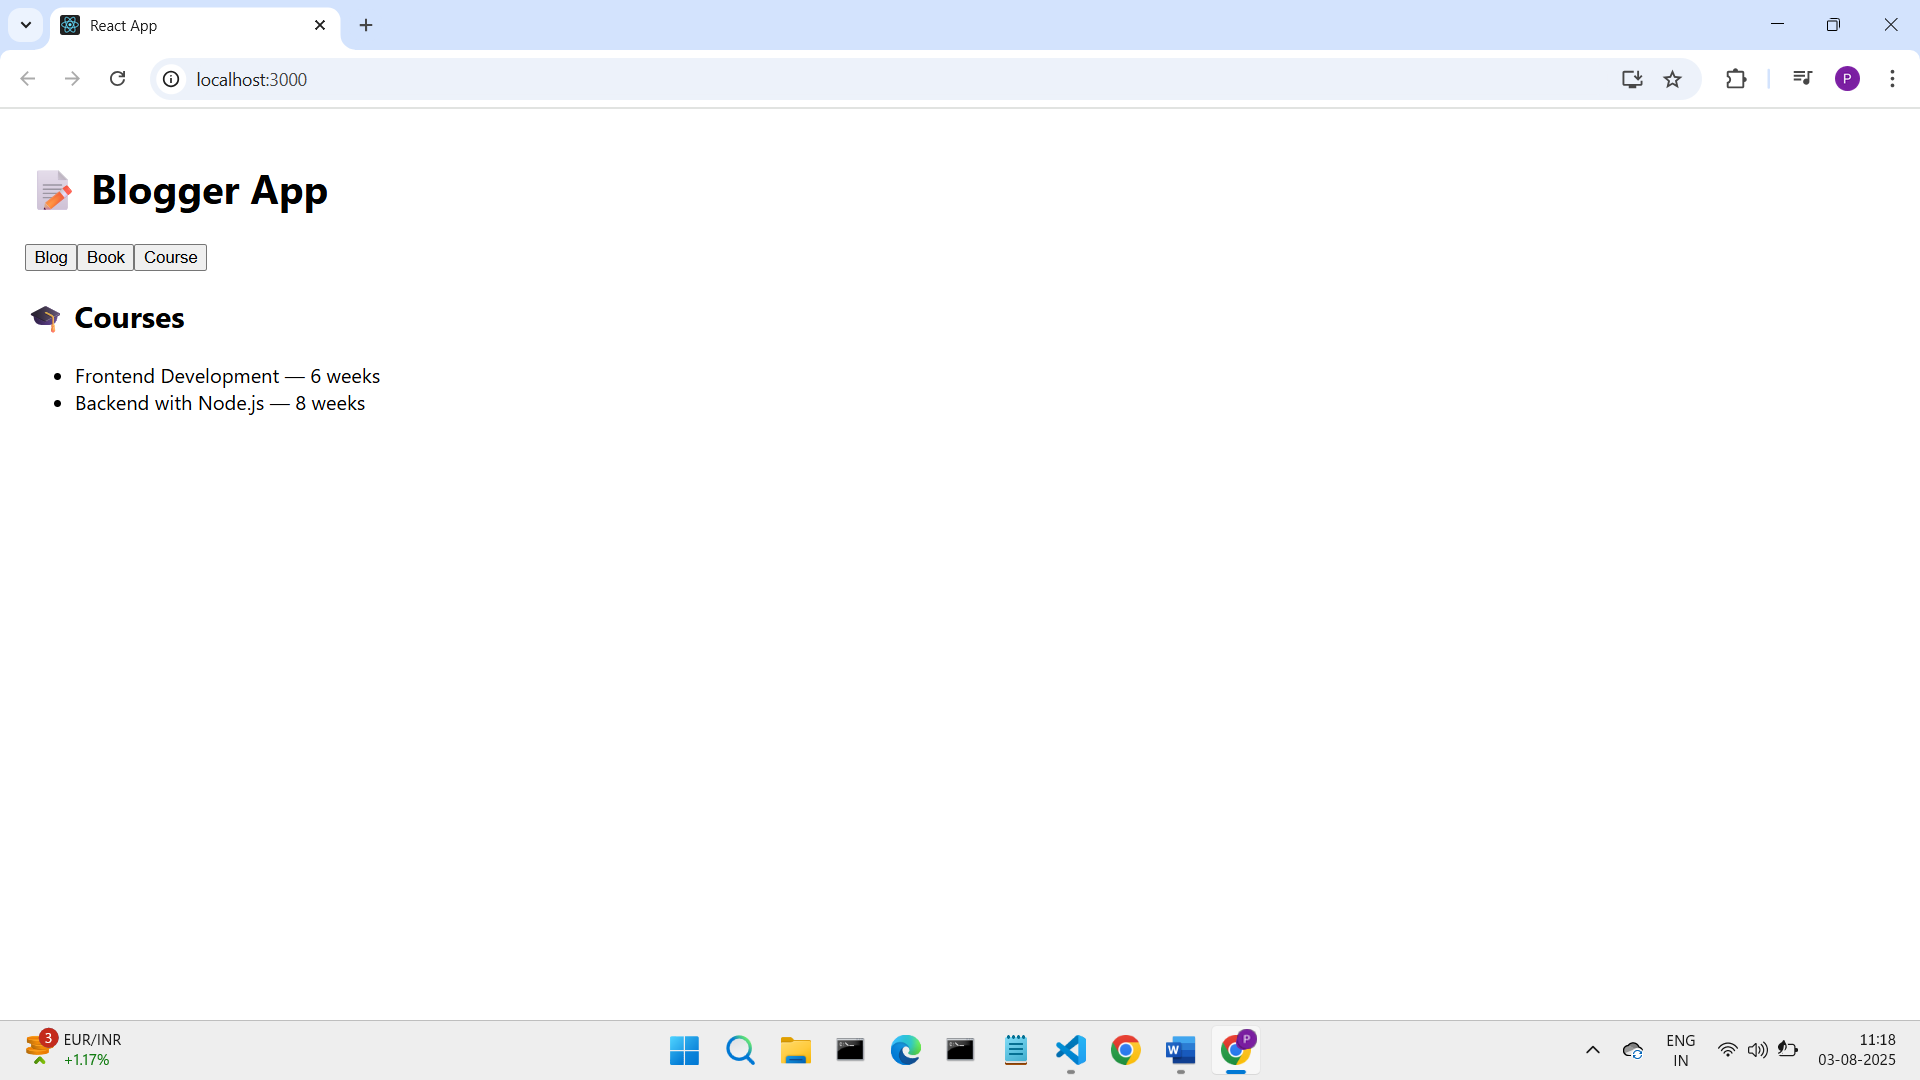 React App
localhost:3000
P
📝 Blogger App
Blog Book Course
🎓 Courses
• Frontend Development — 6 weeks
• Backend with Node.js — 8 weeks
3 EUR/INR
+1.17%
W
P
ENG
IN
11:18
03-08-2025